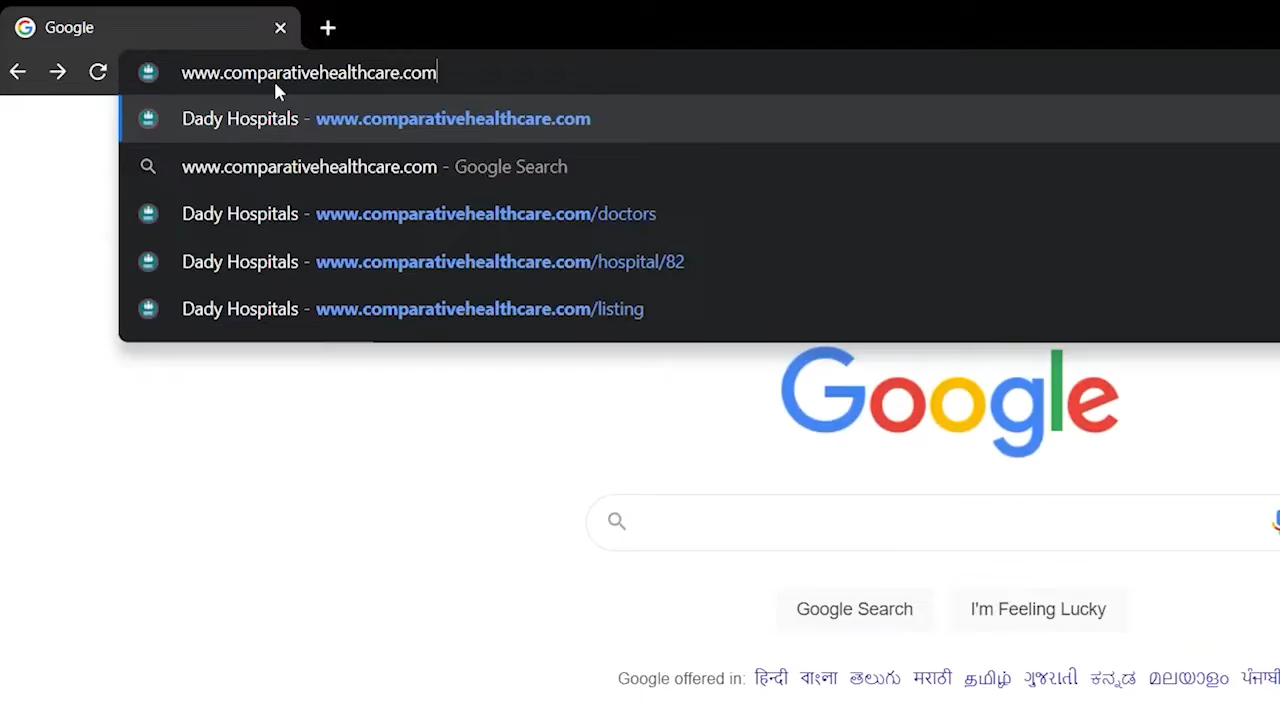 Google
www.comparativehealthcare.com
Dady Hospitals - www.comparativehealthcare.com
www.comparativehealthcare.com - Google Search
Dady Hospitals - www.comparativehealthcare.com/doctors
Dady Hospitals - www.comparativehealthcare.com/hospital/82
Dady Hospitals - www.comparativehealthcare.com/listing
Google
Google Search I'm Feeling Lucky
Google offered in: हिन्दी বাংলা తెలుగు मराठी தமிழ் ગુજરાતી ಕನ್ನಡ മലയാളം ਪੰਜਾਬੀ